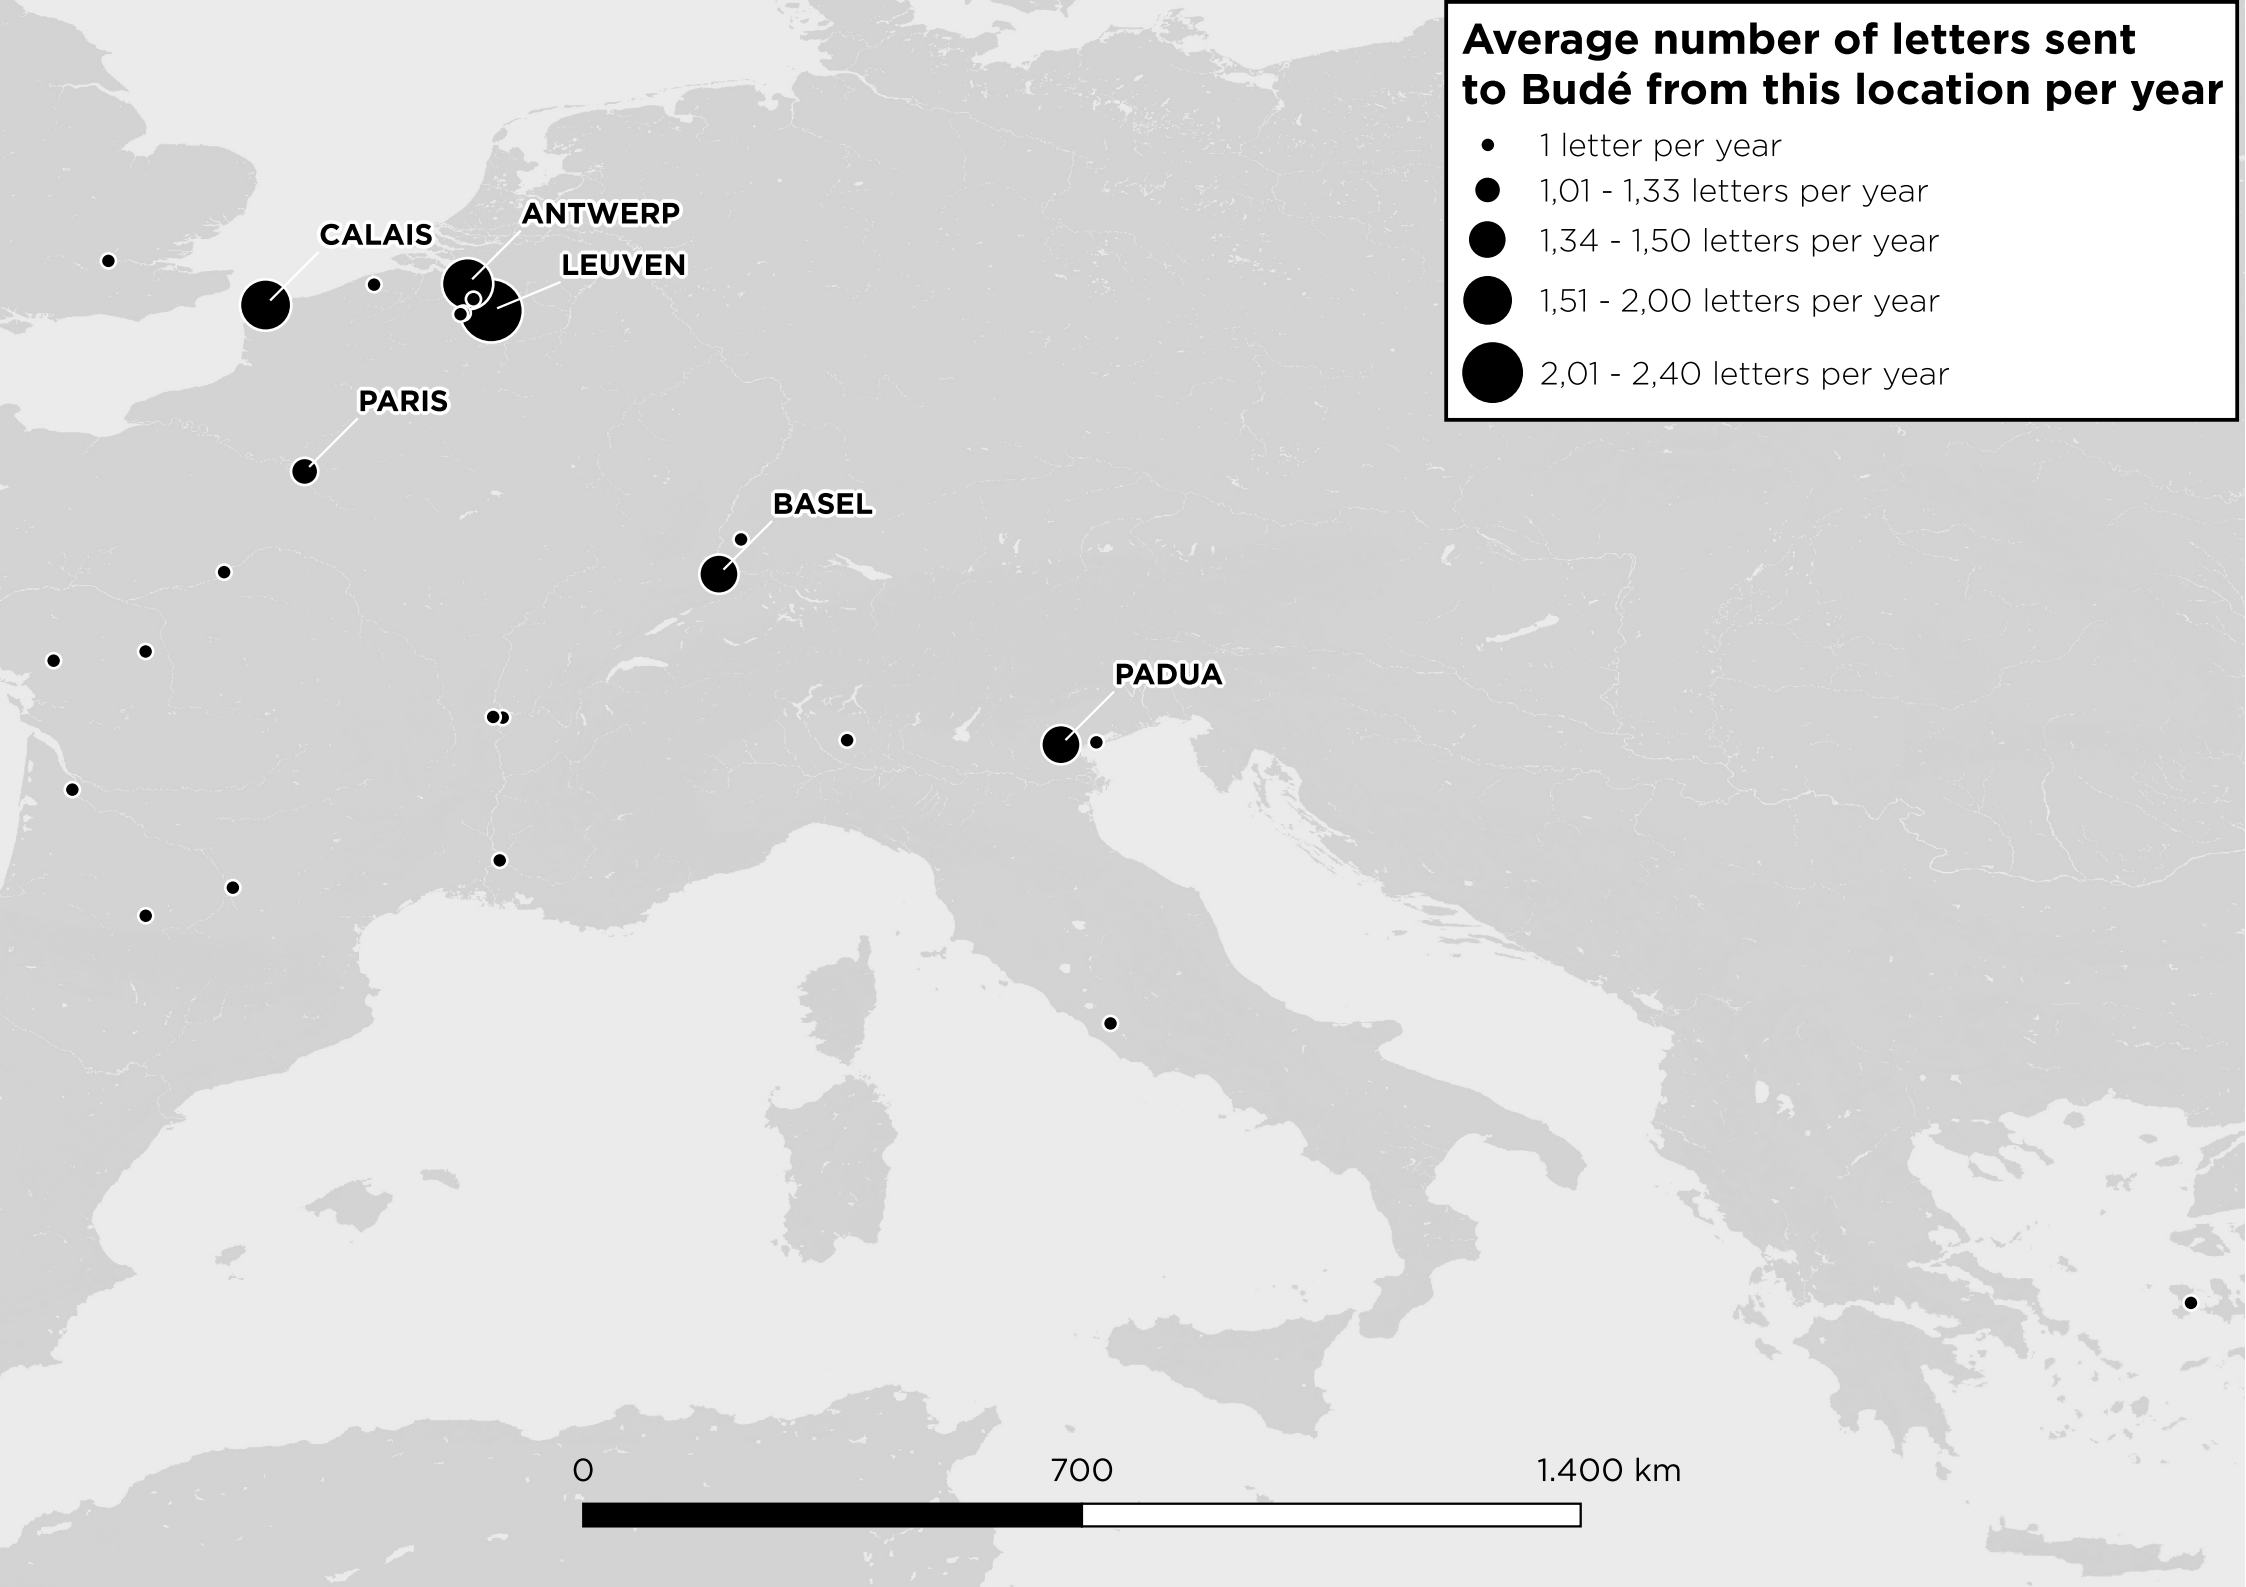 Average number of letters sent
to Budé from this location per year
1 letter per year
1,01 - 1,33 letters per year
1,34 - 1,50 letters per year
1,51 - 2,00 letters per year
2,01 - 2,40 letters per year
ANTWERP
CALAIS
LEUVEN
PARIS
BASEL
PADUA
0 700 1.400 km